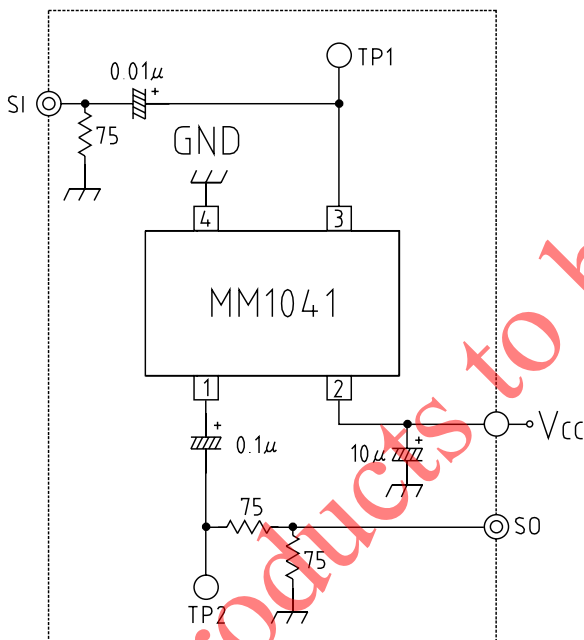 TP1
0.01μ
+
SI
75
GND
4
3
MM1041
1
2
+
0.1μ
+
10μ
Vcc
75
SO
75
TP2
roducts to b